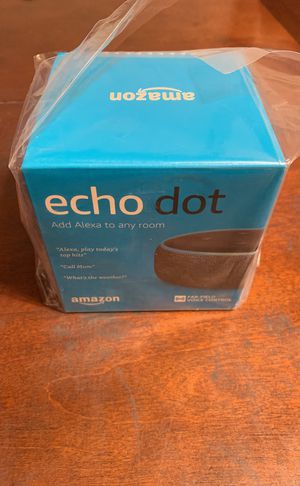 amazon
echo dot
Add Alexa to any room
"Alexa, play today's
top hits"
"Call Mum"
"What's the weather?"
amazon
FAR-FIELD
VOICE CONTROL